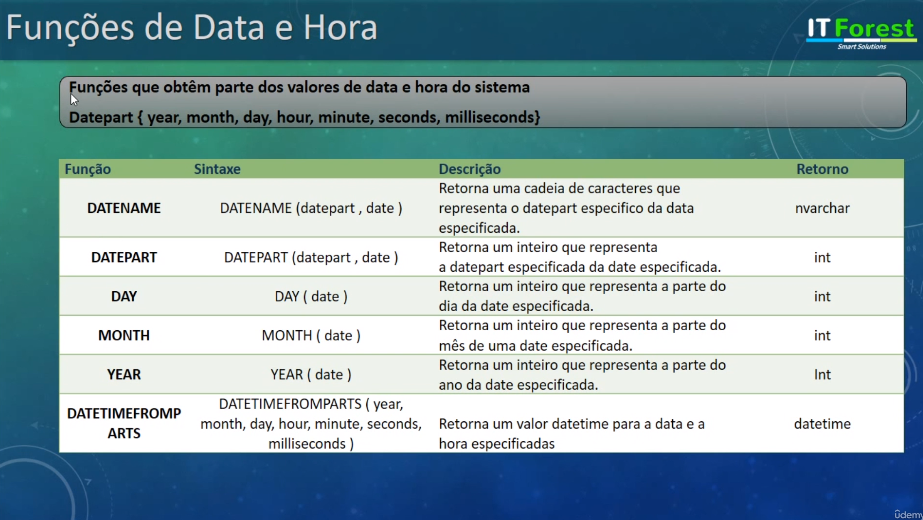 Funções de Data e Hora
IT Forest
Smart Solutions
Funções que obtêm parte dos valores de data e hora do sistema
Datepart { year, month, day, hour, minute, seconds, milliseconds}
Função Sintaxe Descrição Retorno
DATENAME DATENAME (datepart , date ) Retorna uma cadeia de caracteres que
representa o datepart especifico da data
especificada. nvarchar
DATEPART DATEPART (datepart , date ) Retorna um inteiro que representa
a datepart especificada da date especificada. int
DAY DAY ( date ) Retorna um inteiro que representa a parte do
dia da date especificada. int
MONTH MONTH ( date ) Retorna um inteiro que representa a parte do
mês de uma date especificada. int
YEAR YEAR ( date ) Retorna um inteiro que representa a parte do
ano da date especificada. Int
DATETIMEFROMP
ARTS DATETIMEFROMPARTS ( year,
month, day, hour, minute, seconds,
milliseconds ) Retorna um valor datetime para a data e a
hora especificadas datetime
ûdemy